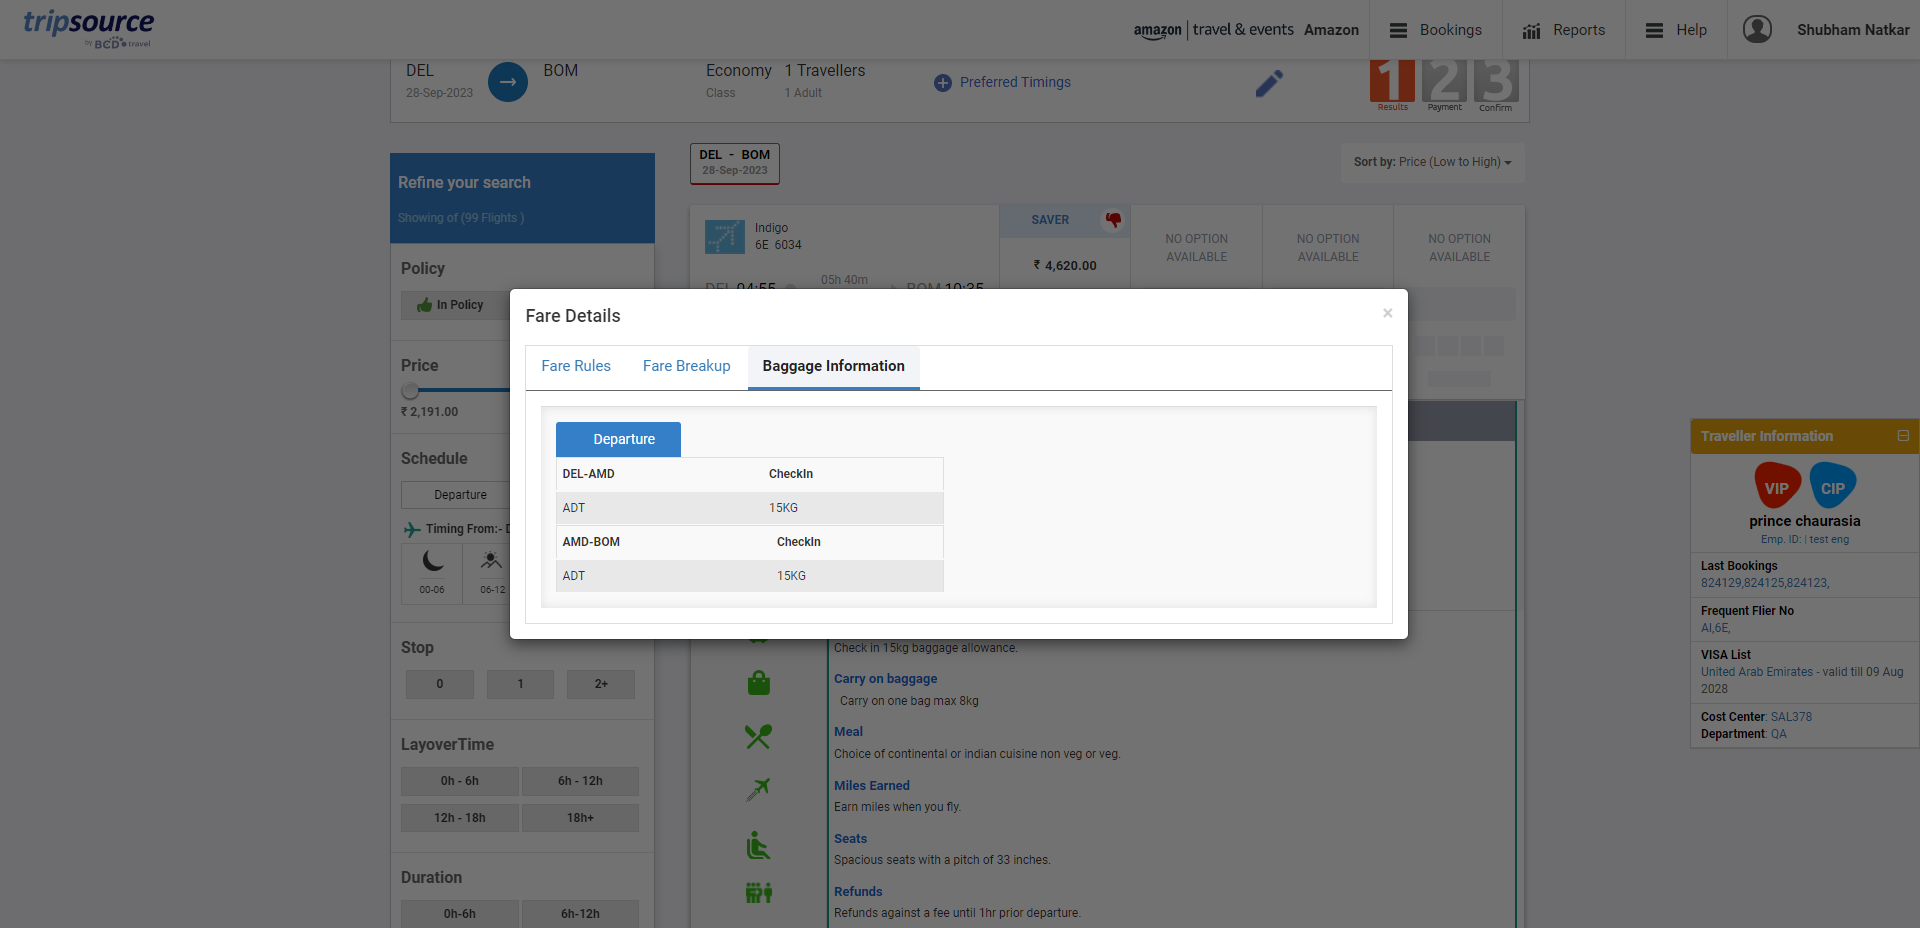 tripsource
by BCD travel
amazon | travel & events Amazon
Bookings
Reports
Help
Shubham Natkar
DEL
28-Sep-2023
BOM
Economy
Class
1 Travellers
1 Adult
Preferred Timings
1 2 3
Results Payment Confirm
DEL - BOM
28-Sep-2023
Sort by: Price (Low to High)
Refine your search
Showing of (99 Flights )
Policy
In Policy
Price
₹ 2,191.00
Schedule
Departure
Timing From:- D
00-06
06-12
Stop
0 1 2+
LayoverTime
0h - 6h 6h - 12h
12h - 18h 18h+
Duration
0h-6h 6h-12h
Indigo
6E 6034
05h 40m
DEL 04:55
BOM 10:35
SAVER
₹ 4,620.00
NO OPTION
AVAILABLE
NO OPTION
AVAILABLE
NO OPTION
AVAILABLE
Fare Details
×
Fare Rules Fare Breakup Baggage Information
Departure
DEL-AMD CheckIn
ADT 15KG
AMD-BOM CheckIn
ADT 15KG
Check in 15kg baggage allowance.
Carry on baggage
Carry on one bag max 8kg
Meal
Choice of continental or indian cuisine non veg or veg.
Miles Earned
Earn miles when you fly.
Seats
Spacious seats with a pitch of 33 inches.
Refunds
Refunds against a fee until 1hr prior departure.
Traveller Information
VIP CIP
prince chaurasia
Emp. ID: | test eng
Last Bookings
824129,824125,824123,
Frequent Flier No
AI,6E,
VISA List
United Arab Emirates - valid till 09 Aug
2028
Cost Center: SAL378
Department: QA